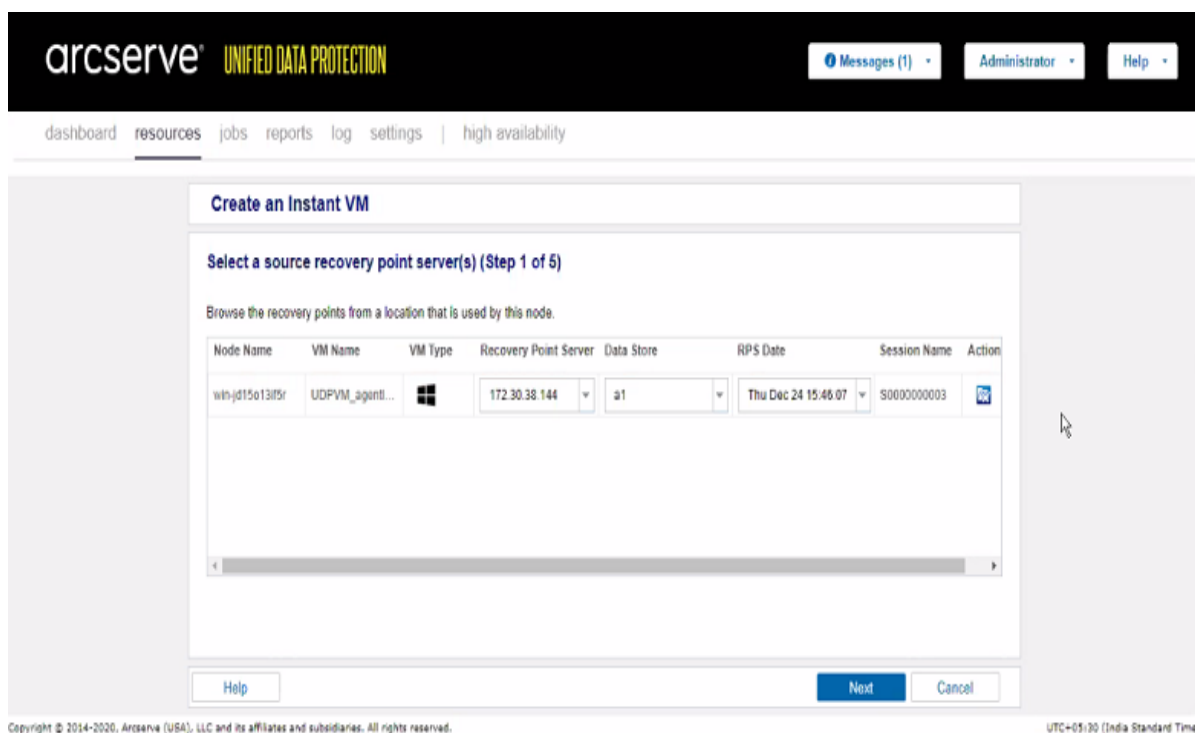 arcserve® UNIFIED DATA PROTECTION
Messages (1)
Administrator
Help
dashboard resources jobs reports log settings | high availability
Create an Instant VM
Select a source recovery point server(s) (Step 1 of 5)
Browse the recovery points from a location that is used by this node.
Node Name VM Name VM Type Recovery Point Server Data Store RPS Date Session Name Action
UDPVM_agentl... 172.30.38.144 a1 Thu Dec 24 15:46:07 S0000000003
Help Next Cancel
Copyright © 2014-2020, Arcserve (USA), LLC and its affiliates and subsidiaries. All rights reserved.
UTC+05:30 (India Standard Time